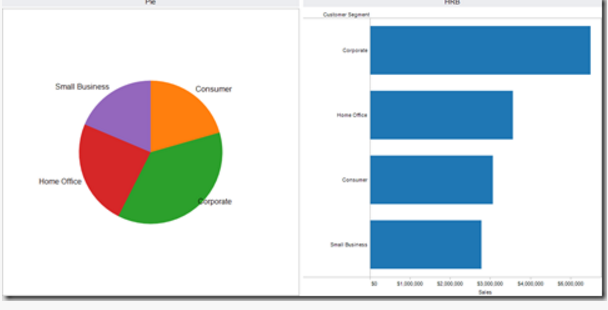 Pie
Small Business
Consumer
Home Office
Corporate
HRB
Customer Segment
Corporate
Home Office
Consumer
Small Business
$0
$1,000,000
$2,000,000
$3,000,000
$4,000,000
$5,000,000
Sales